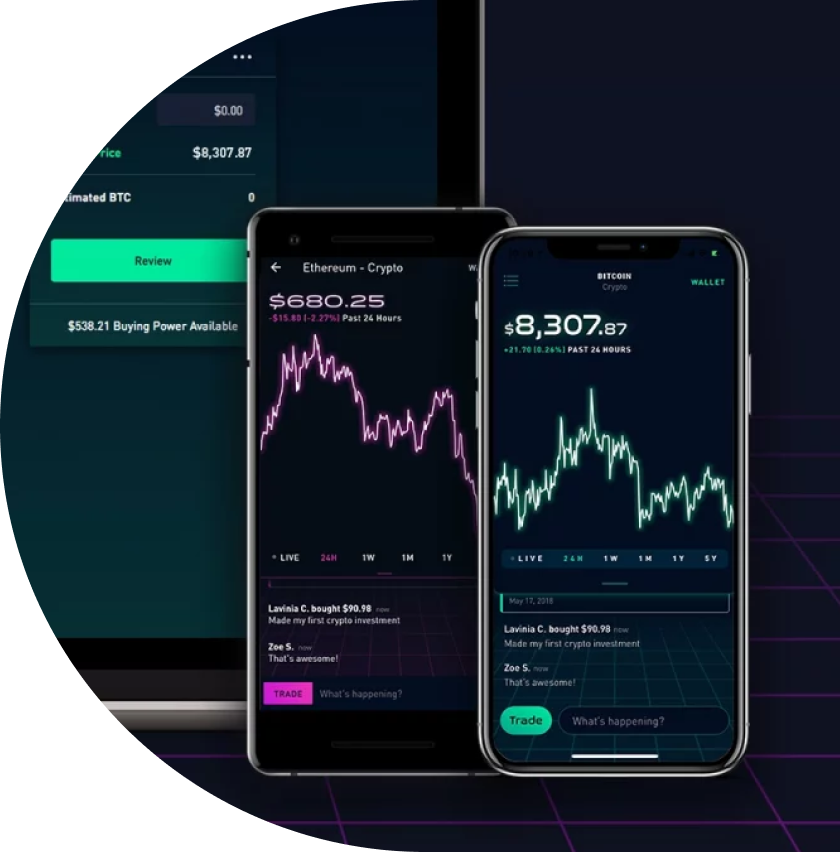 $0.00
rice $8,307.87
timated BTC 0
Review
$538.21 Buying Power Available
Ethereum - Crypto
$680.25
-$15.80 (-2.27%) Past 24 Hours
LIVE 24H 1W 1M 1Y
Lavinia C. bought $90.98 now
Made my first crypto investment
Zoe S. now
That's awesome!
TRADE What's happening?
BITCOIN
Crypto
WALLET
$8,307.87
+21.70 (0.26%) PAST 24 HOURS
LIVE 24H 1W 1M 1Y 5Y
May 17, 2018
Lavinia C. bought $90.98 now
Made my first crypto investment
Zoe S. now
That's awesome!
Trade What's happening?